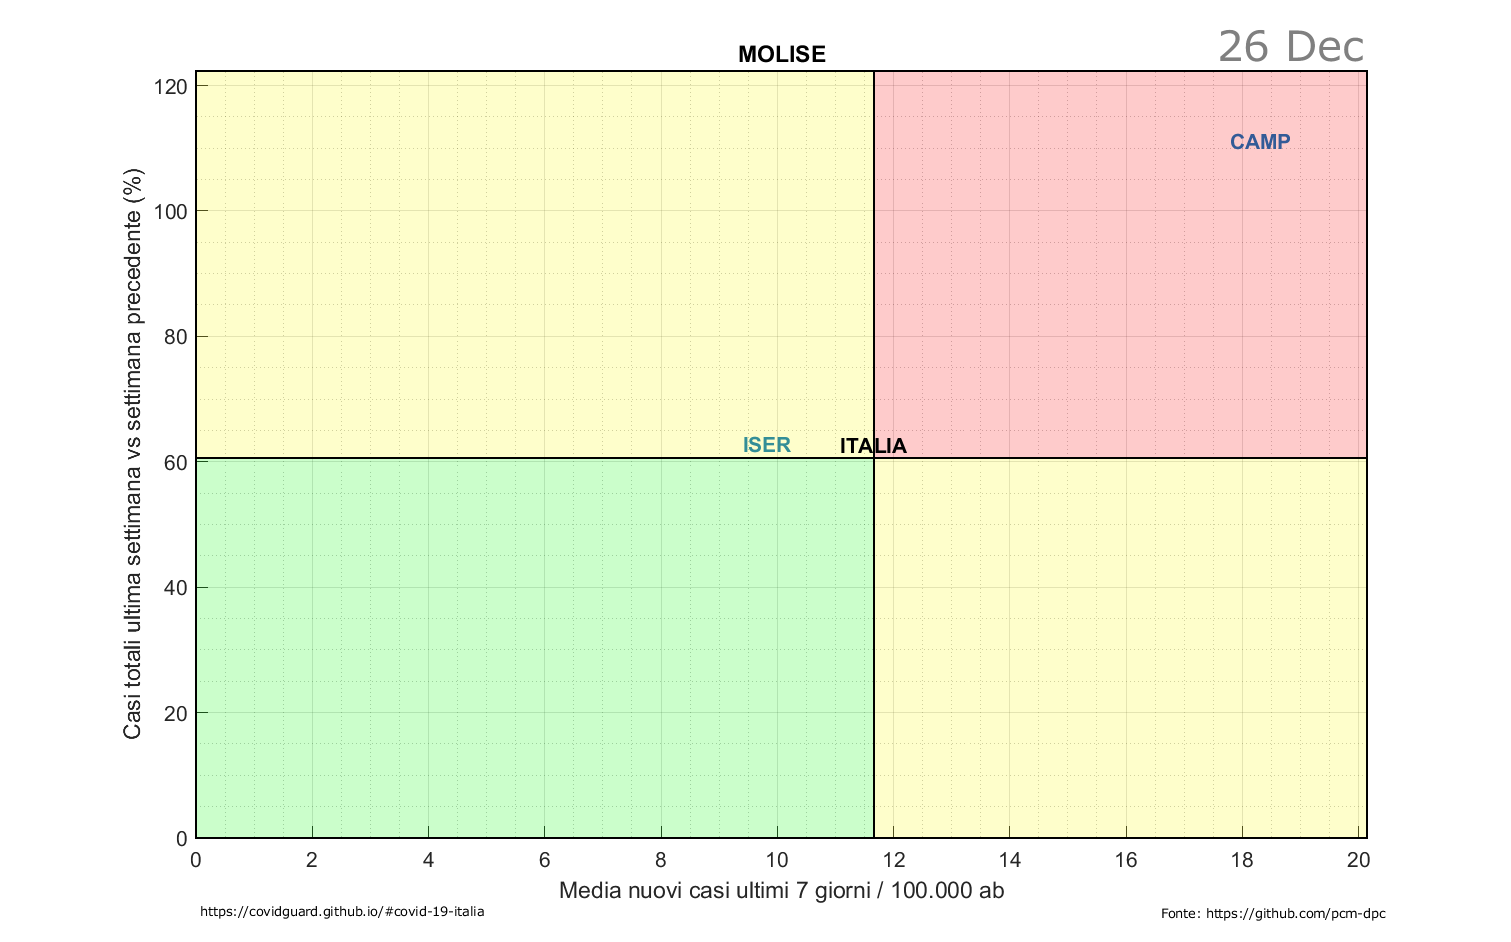 26 Dec
MOLISE
Casi totali ultima settimana vs settimana precedente (%)
120
100
80
60
40
20
0
CAMP
ISER
ITALIA
0 2 4 6 8 10 12 14 16 18 20
Media nuovi casi ultimi 7 giorni / 100.000 ab
https://covidguard.github.io/#covid-19-italia
Fonte: https://github.com/pcm-dpc